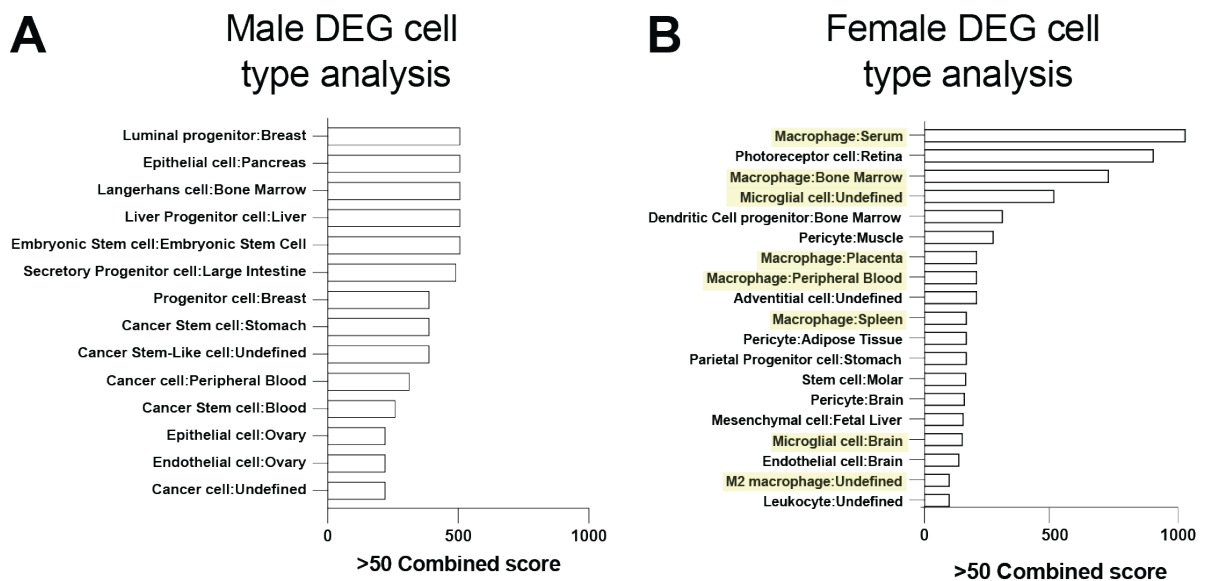 A
Male DEG cell
type analysis
Luminal progenitor:Breast
Epithelial cell:Pancreas
Langerhans cell:Bone Marrow
Liver Progenitor cell:Liver
Embryonic Stem cell:Embryonic Stem Cell
Secretory Progenitor cell:Large Intestine
Progenitor cell:Breast
Cancer Stem cell:Stomach
Cancer Stem-Like cell:Undefined
Cancer cell:Peripheral Blood
Cancer Stem cell:Blood
Epithelial cell:Ovary
Endothelial cell:Ovary
Cancer cell:Undefined
0 500 1000
>50 Combined score
B
Female DEG cell
type analysis
Macrophage:Serum
Photoreceptor cell:Retina
Macrophage:Bone Marrow
Microglial cell:Undefined
Dendritic Cell progenitor:Bone Marrow
Pericyte:Muscle
Macrophage:Placenta
Macrophage:Peripheral Blood
Adventitial cell:Undefined
Macrophage:Spleen
Pericyte:Adipose Tissue
Parietal Progenitor cell:Stomach
Stem cell:Molar
Pericyte:Brain
Mesenchymal cell:Fetal Liver
Microglial cell:Brain
Endothelial cell:Brain
M2 macrophage:Undefined
Leukocyte:Undefined
0 500 1000
>50 Combined score